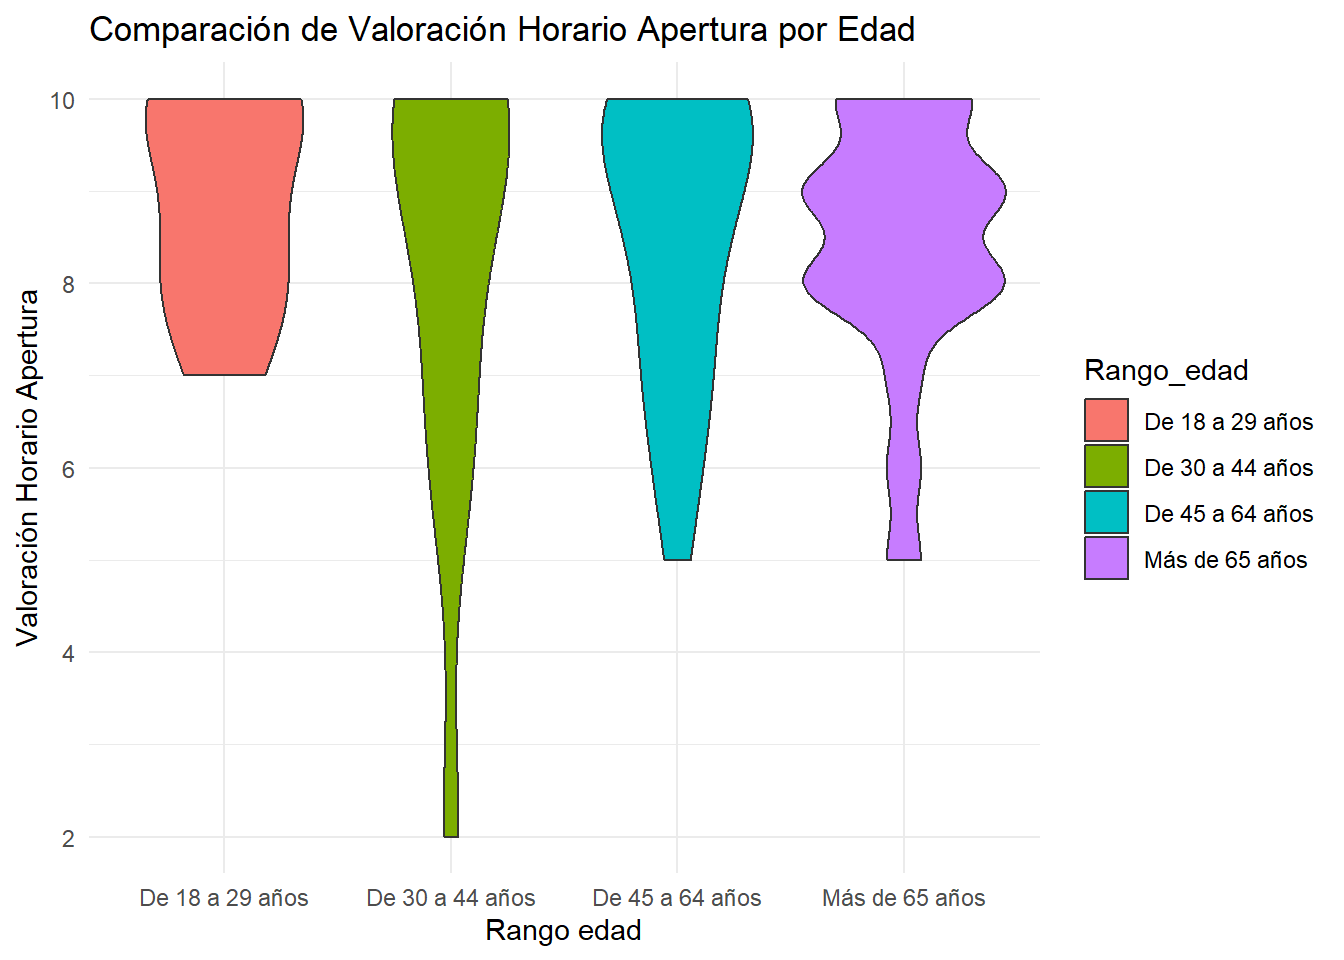 Comparación de Valoración Horario Apertura por Edad
Valoración Horario Apertura
10
8
6
4
2
De 18 a 29 años
De 30 a 44 años
De 45 a 64 años
Más de 65 años
Rango edad
Rango_edad
De 18 a 29 años
De 30 a 44 años
De 45 a 64 años
Más de 65 años